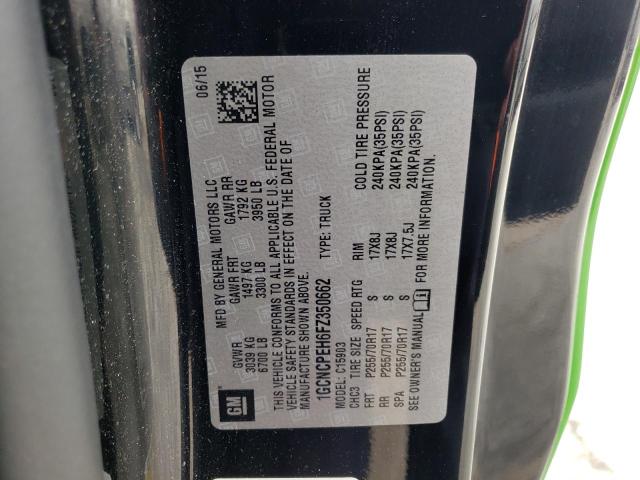 GM
MFD BY GENERAL MOTORS LLC
06/15
GVWR GAWR FRT GAWR RR
3039 KG 1497 KG 1792 KG
6700 LB 3300 LB 3950 LB
THIS VEHICLE CONFORMS TO ALL APPLICABLE U.S. FEDERAL MOTOR
VEHICLE SAFETY STANDARDS IN EFFECT ON THE DATE OF
MANUFACTURE SHOWN ABOVE.
1GCNCPEH6FZ350662 TYPE: TRUCK
MODEL: C15903
CHC3 TIRE SIZE SPEED RTG RIM COLD TIRE PRESSURE
FRT P255/70R17 S 17X8J 240KPA(35PSI)
RR P255/70R17 S 17X8J 240KPA(35PSI)
SPA P255/70R17 S 17X7.5J 240KPA(35PSI)
SEE OWNER'S MANUAL FOR MORE INFORMATION.